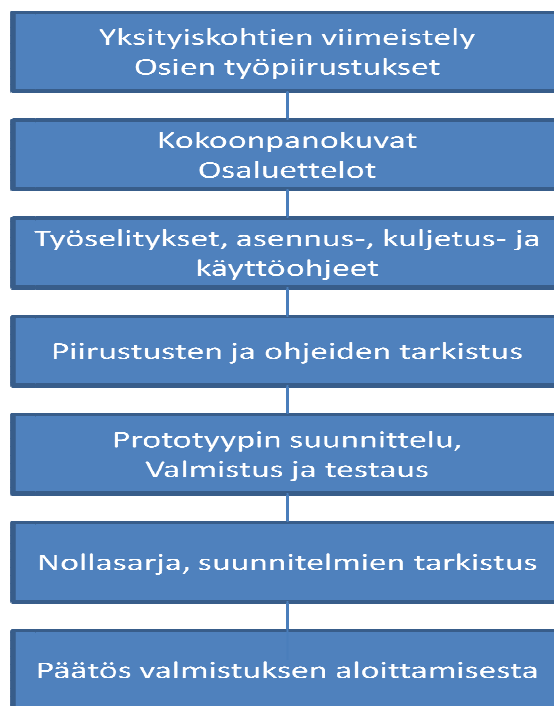 Yksityiskohtien viimeistely
Osien työpiirustukset
Kokoonpanokuvat
Osaluettelot
Työselitykset, asennus-, kuljetus- ja
käyttöohjeet
Piirustusten ja ohjeiden tarkistus
Prototyypin suunnittelu,
Valmistus ja testaus
Nollasarja, suunnitelmien tarkistus
Päätös valmistuksen aloittamisesta